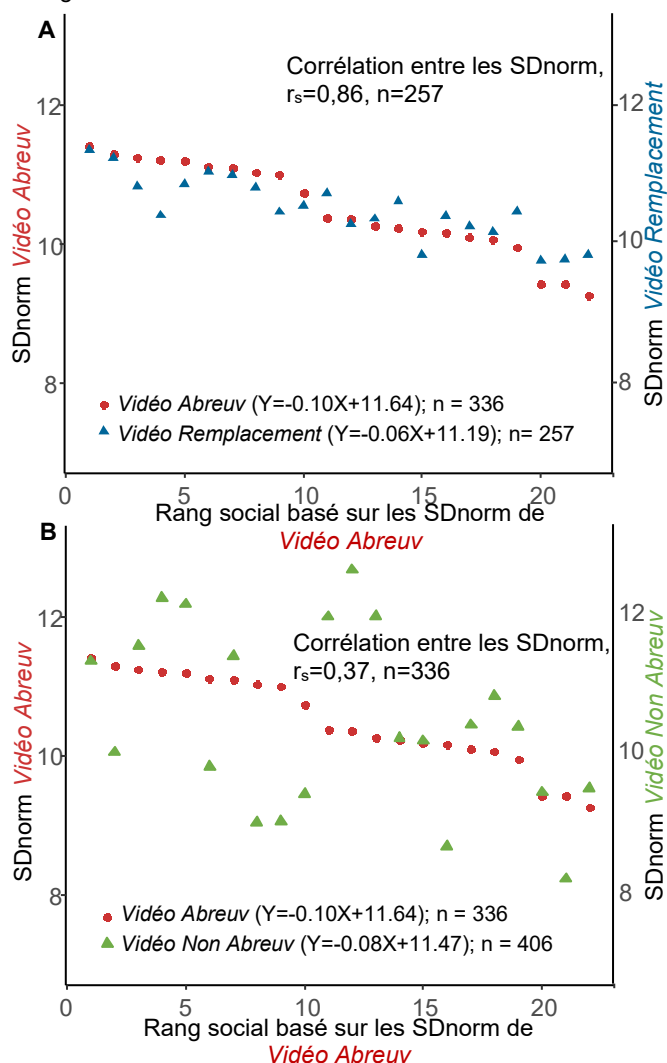 A
Corrélation entre les SDnorm,
rₛ=0,86, n=257
12
10
8
12
10
8
SDnorm Vidéo Abreuv
SDnorm Vidéo Remplacement
Vidéo Abreuv (Y=-0.10X+11.64); n = 336
Vidéo Remplacement (Y=-0.06X+11.19); n= 257
0 5 10 15 20
Rang social basé sur les SDnorm de
Vidéo Abreuv
B
Corrélation entre les SDnorm,
rₛ=0,37, n=336
12
10
8
12
10
8
SDnorm Vidéo Abreuv
SDnorm Vidéo Non Abreuv
Vidéo Abreuv (Y=-0.10X+11.64); n = 336
Vidéo Non Abreuv (Y=-0.08X+11.47); n = 406
0 5 10 15 20
Rang social basé sur les SDnorm de
Vidéo Abreuv